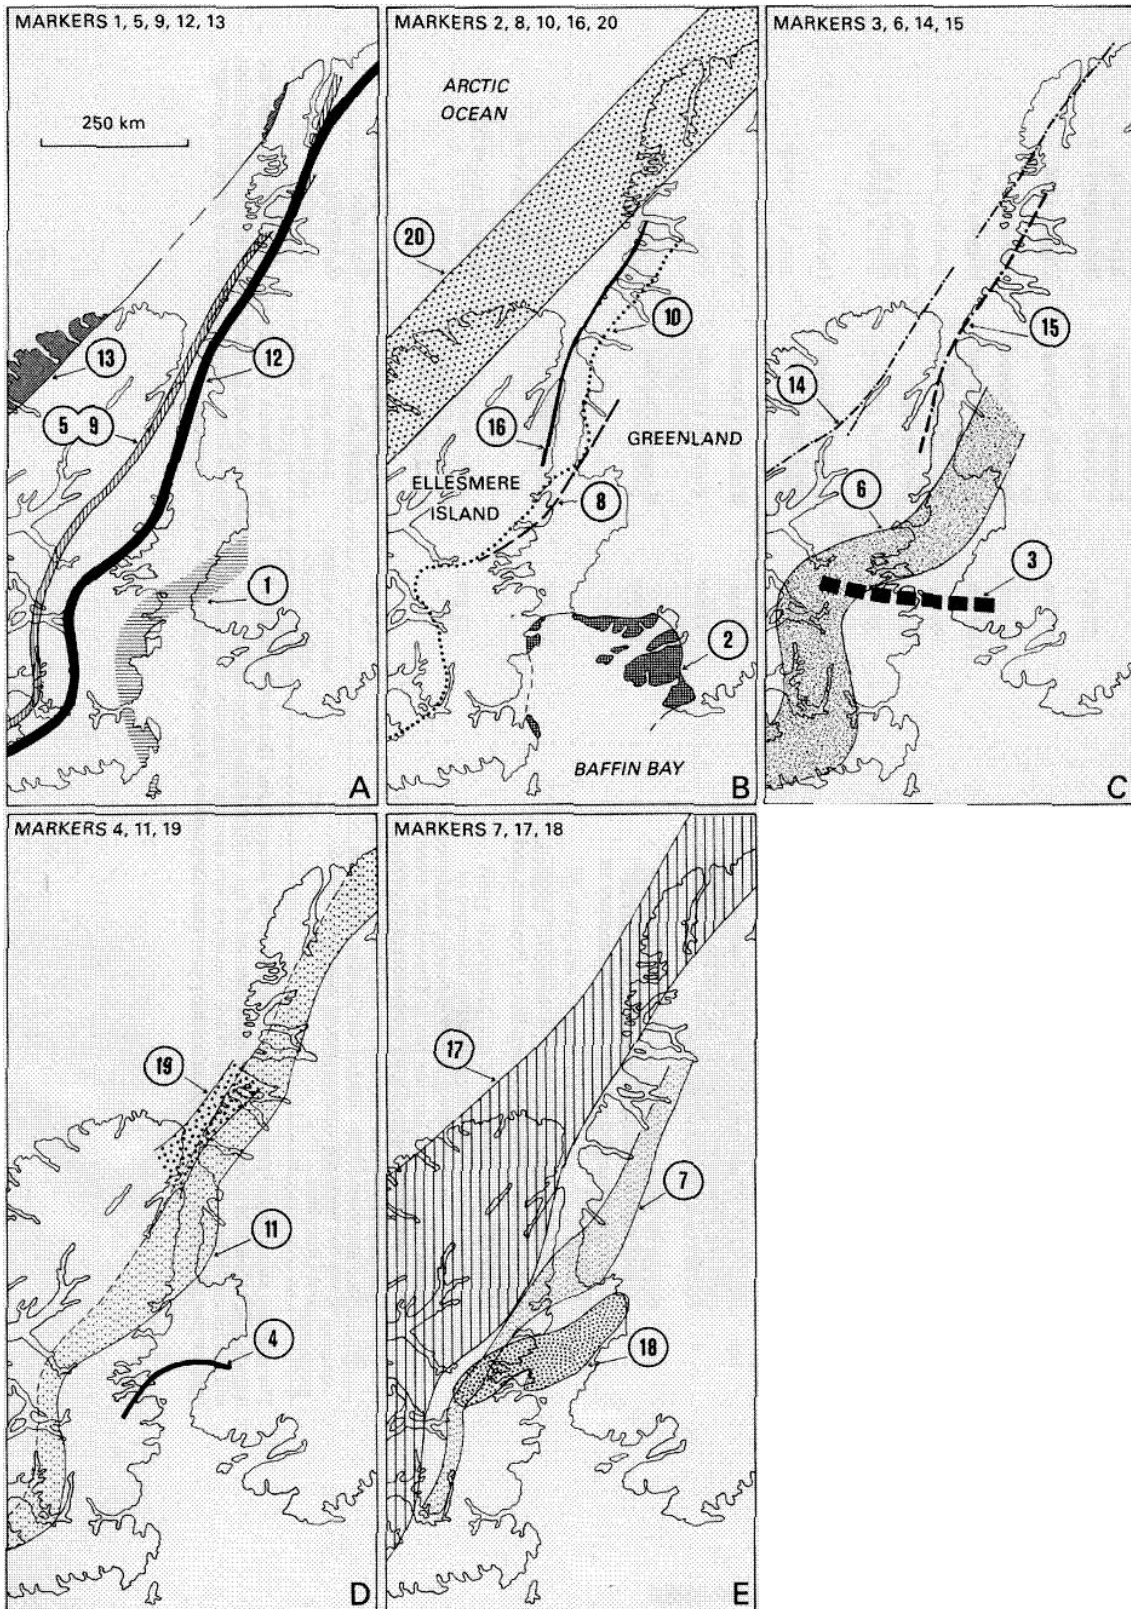 MARKERS 1, 5, 9, 12, 13
250 km
13
12
5 9
1
A
MARKERS 2, 8, 10, 16, 20
ARCTIC
OCEAN
20
10
16
GREENLAND
ELLESMERE
ISLAND
8
2
BAFFIN BAY
B
MARKERS 3, 6, 14, 15
15
14
6
3
C
MARKERS 4, 11, 19
19
11
4
D
MARKERS 7, 17, 18
17
7
18
E